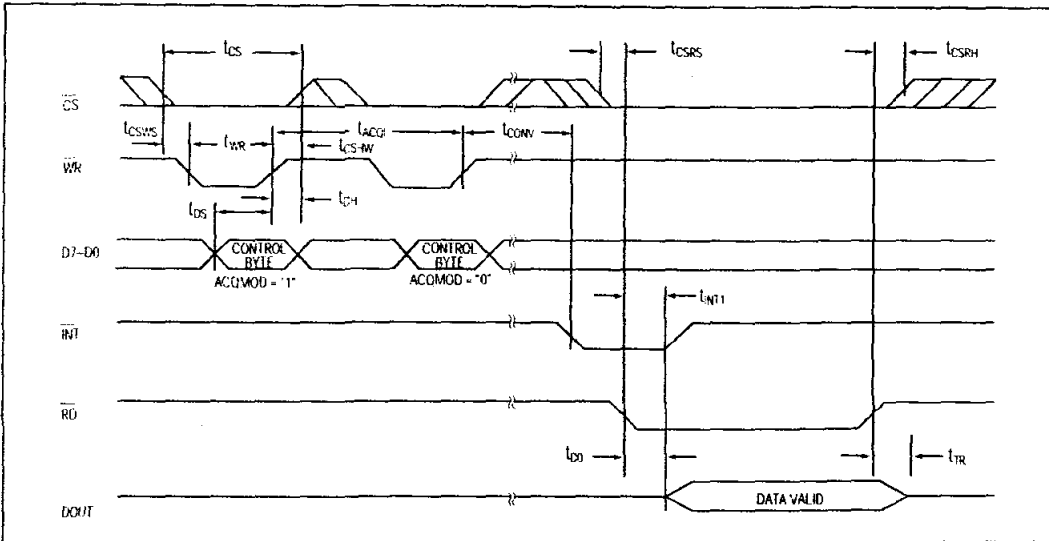 tCS
tCSRS
tCSRH
CS
tCSWS
tWR
tACQI
tCSHW
tCONV
WR
tDS
tDH
D7–D0
CONTROL
BYTE
CONTROL
BYTE
ACQMOD = "1"
ACQMOD = "0"
tINT1
INT
RD
tD0
tTR
DOUT
DATA VALID